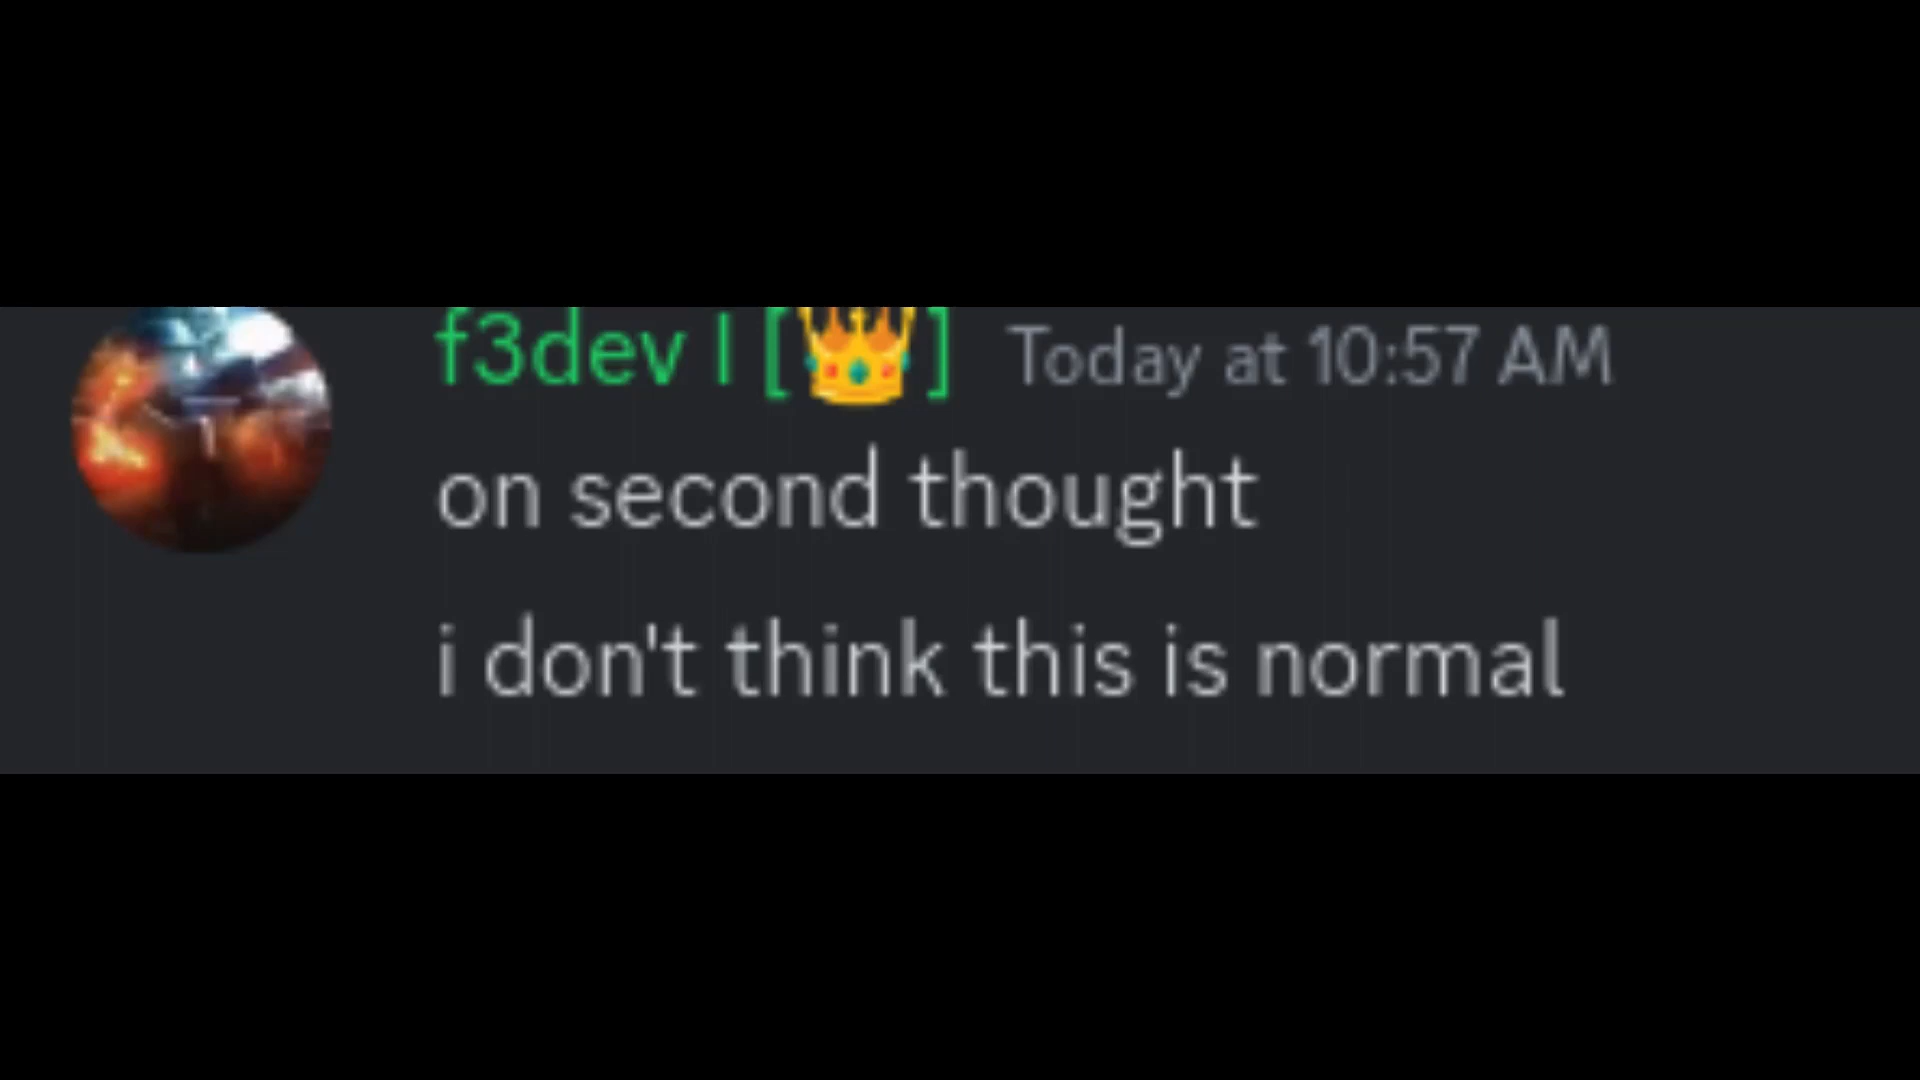 f3dev | [👑] Today at 10:57 AM
on second thought
i don't think this is normal